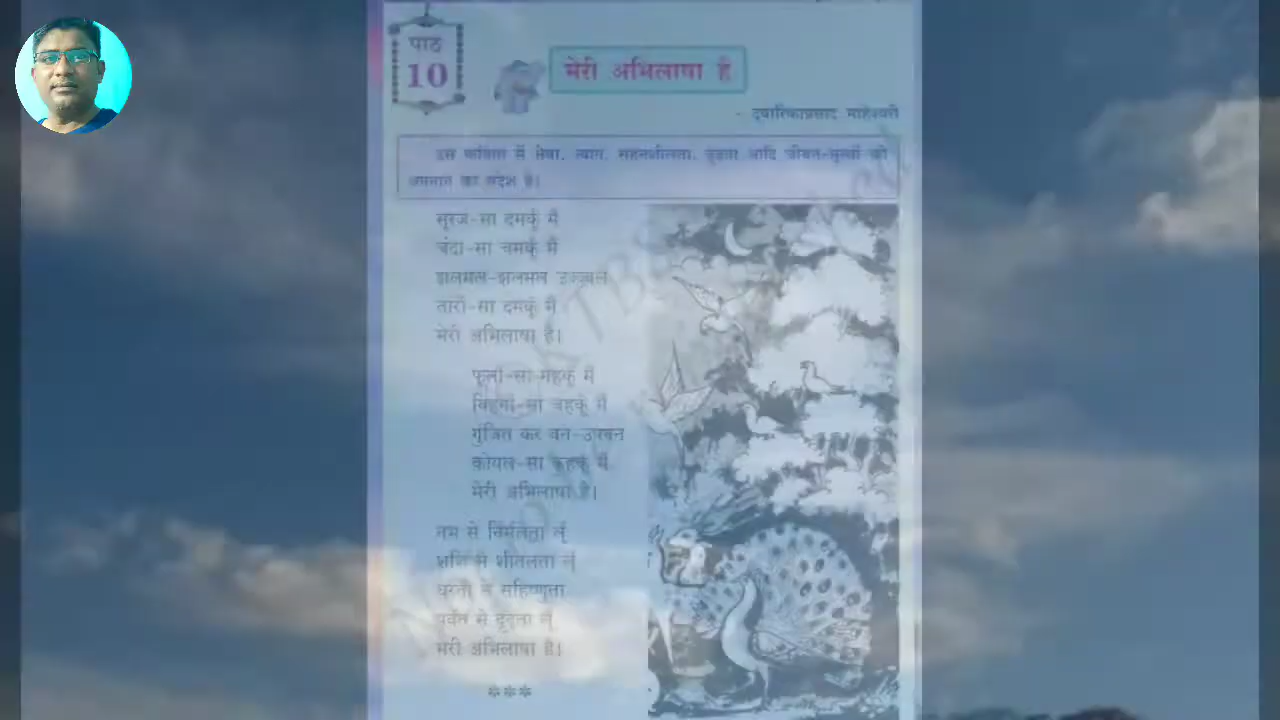 पाठ
10
मेरी अभिलाषा है
- द्वारिकाप्रसाद माहेश्वरी
इस कविता में सेवा, त्याग, सहनशीलता, दृढ़ता आदि जीवन-मूल्यों को
अपनाने का संदेश है।
सूरज-सा दमकूँ मैं
चंदा-सा चमकूँ मैं
झलमल-झलमल उज्ज्वल
तारों-सा दमकूँ मैं
मेरी अभिलाषा है।
फूलों-सा महकूँ मैं
विहगों-सा चहकूँ मैं
गुंजित कर वन-उपवन
कोयल-सा कुहकूँ मैं
मेरी अभिलाषा है।
नभ से निर्मलता लूँ
शशि से शीतलता लूँ
धरती से सहिष्णुता
पर्वत से दृढ़ता लूँ
मेरी अभिलाषा है।
***